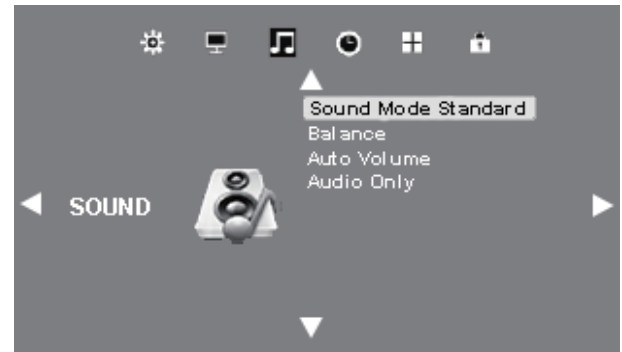 Sound Mode Standard
Balance
Auto Volume
Audio Only
SOUND